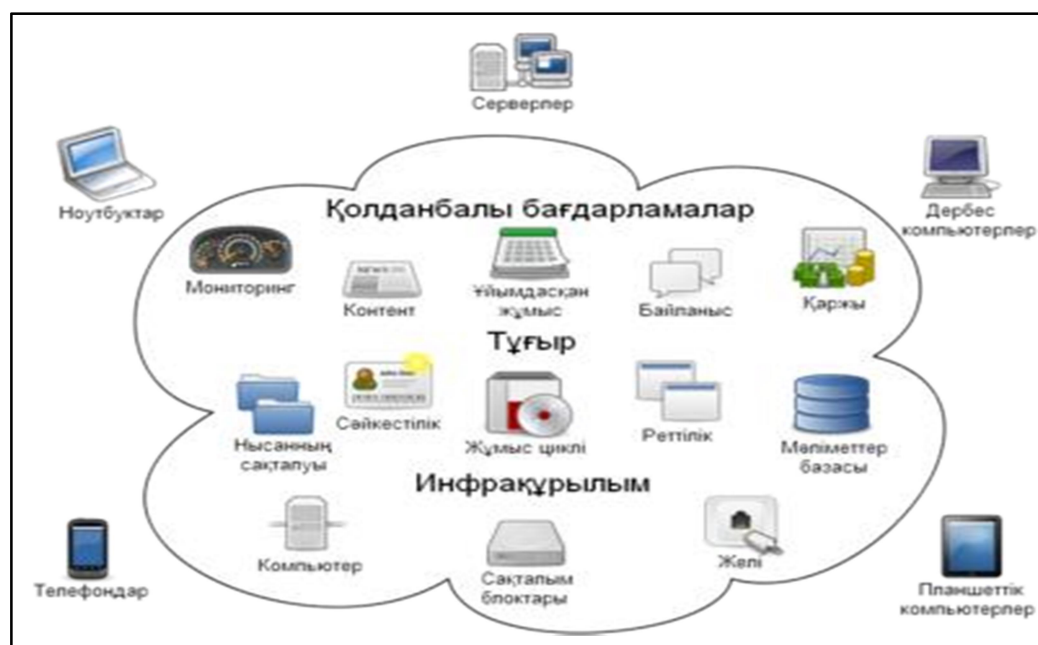 Серверлер
Ноутбуктар
Дербес
компьютерлер
Қолданбалы бағдарламалар
Мониторинг
Контент
Ұйымдасқан
жұмыс
Байланыс
Қаржы
Тұғыр
Нысанның
сақталуы
Сәйкестілік
Жұмыс циклі
Реттілік
Мәліметтер
базасы
Инфрақұрылым
Компьютер
Сақталым
блоктары
Желі
Телефондар
Планшеттік
компьютерлер